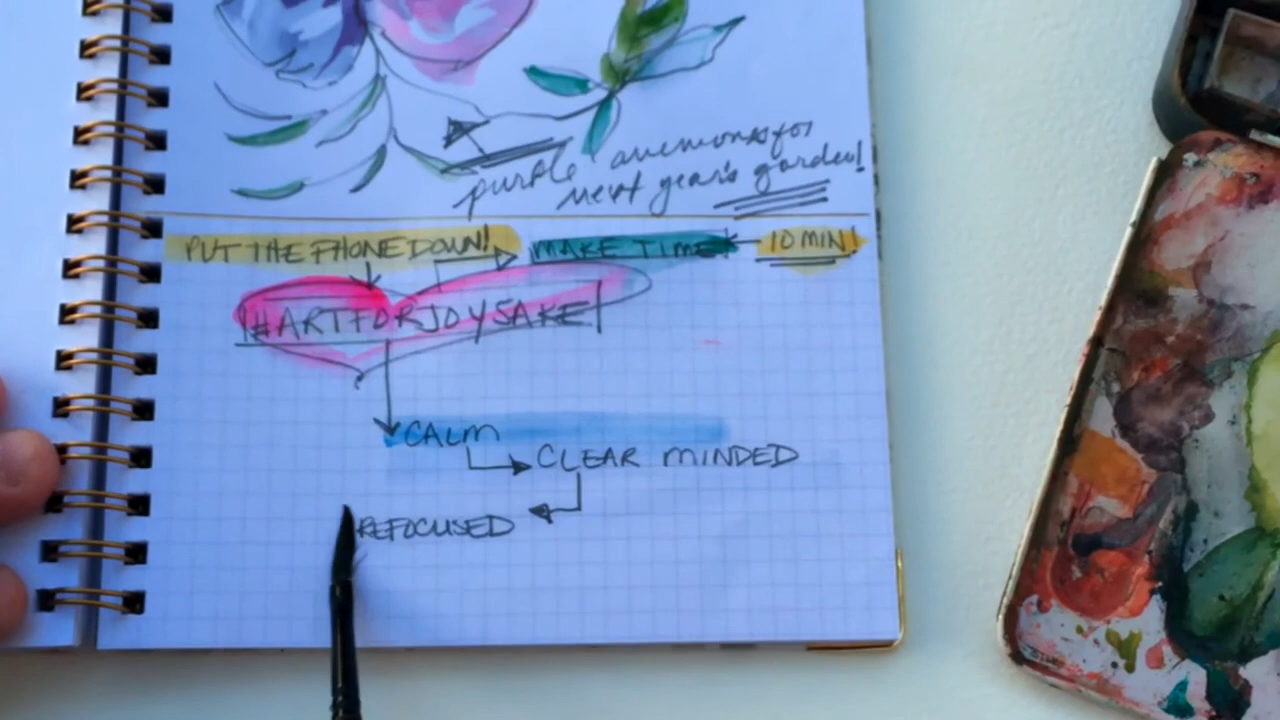 purple anemones for
next year's garden!
PUT THE PHONE DOWN! MAKE TIME 10 MIN!
#ARTFORJOYSAKE
CALM
CLEAR MINDED
REFOCUSED